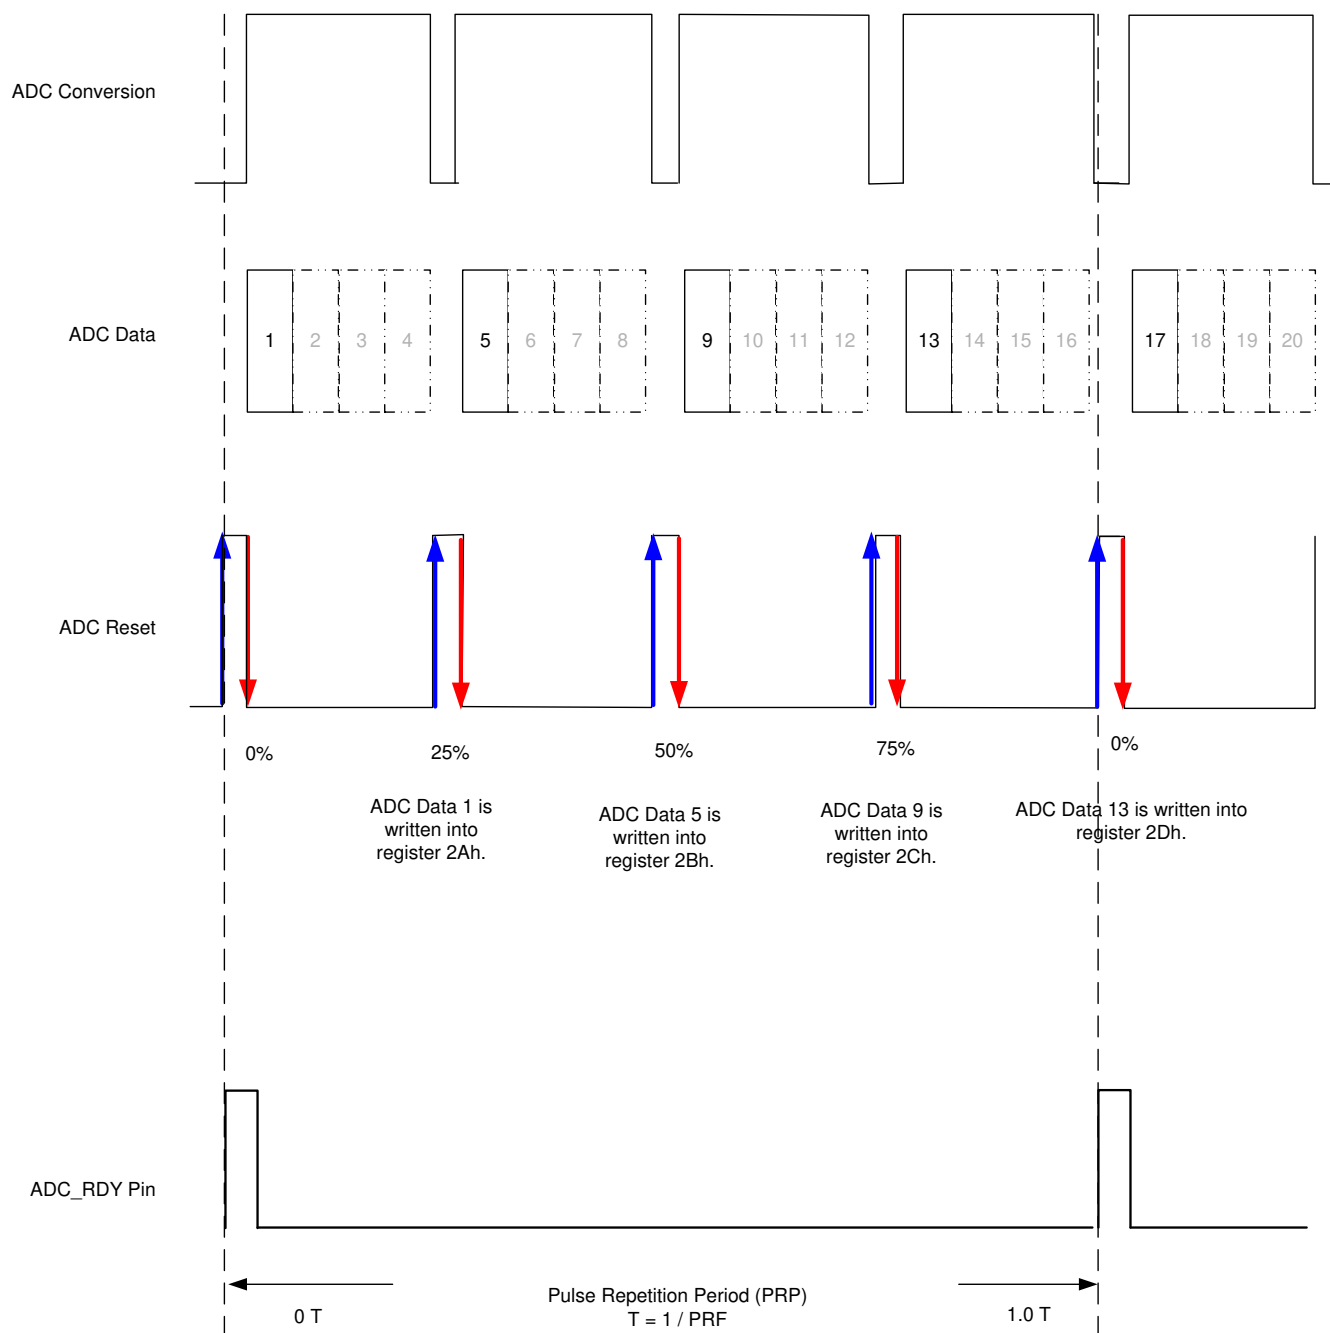 ADC Conversion
ADC Data
1 2 3 4 5 6 7 8 9 10 11 12 13 14 15 16 17 18 19 20
ADC Reset
0% 25% 50% 75% 0%
ADC Data 1 is
written into
register 2Ah.
ADC Data 5 is
written into
register 2Bh.
ADC Data 9 is
written into
register 2Ch.
ADC Data 13 is written into
register 2Dh.
ADC_RDY Pin
0 T
Pulse Repetition Period (PRP)
T = 1 / PRF
1.0 T